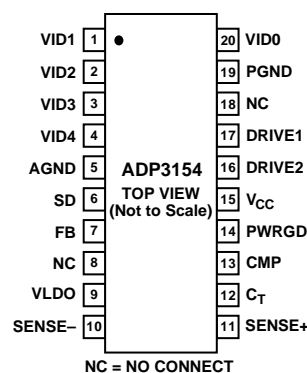 VID1 1 20 VID0
VID2 2 19 PGND
VID3 3 18 NC
VID4 4 17 DRIVE1
AGND 5 16 DRIVE2
ADP3154
TOP VIEW
(Not to Scale)
SD 6 15 VCC
FB 7 14 PWRGD
NC 8 13 CMP
VLDO 9 12 CT
SENSE– 10 11 SENSE+
NC = NO CONNECT